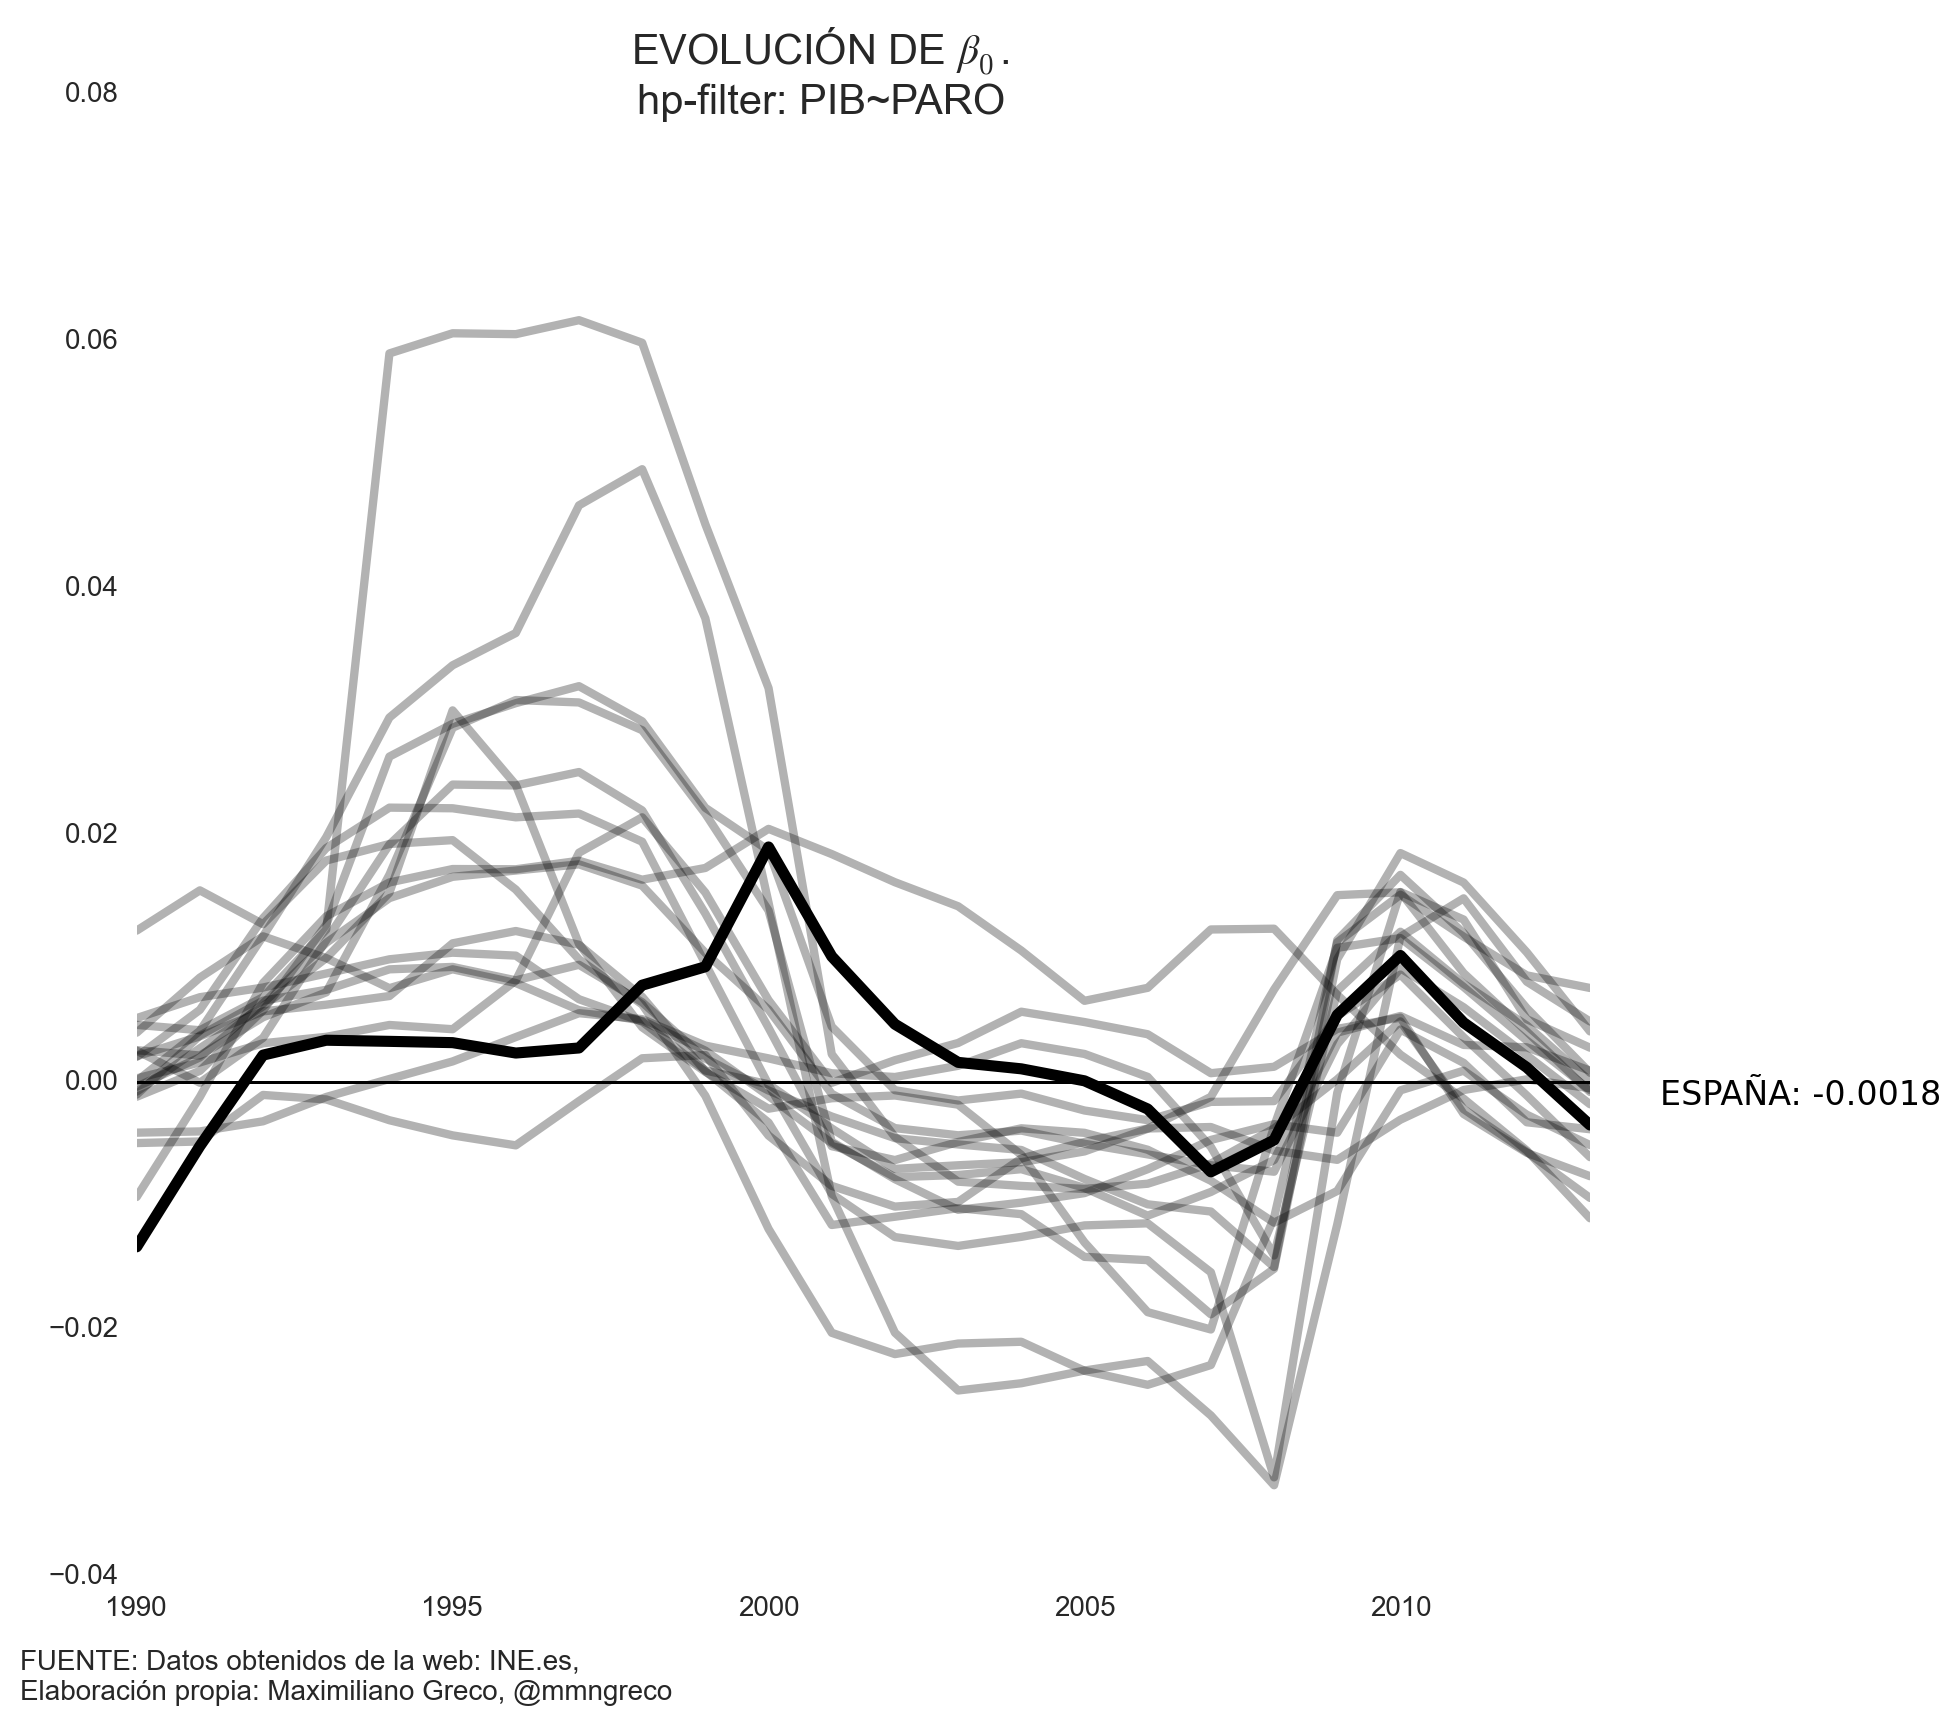 EVOLUCIÓN DE β₀.
hp-filter: PIB~PARO
0.08
0.06
0.04
0.02
0.00
−0.02
−0.04
1990 1995 2000 2005 2010
ESPAÑA: -0.0018
FUENTE: Datos obtenidos de la web: INE.es,
Elaboración propia: Maximiliano Greco, @mmngreco